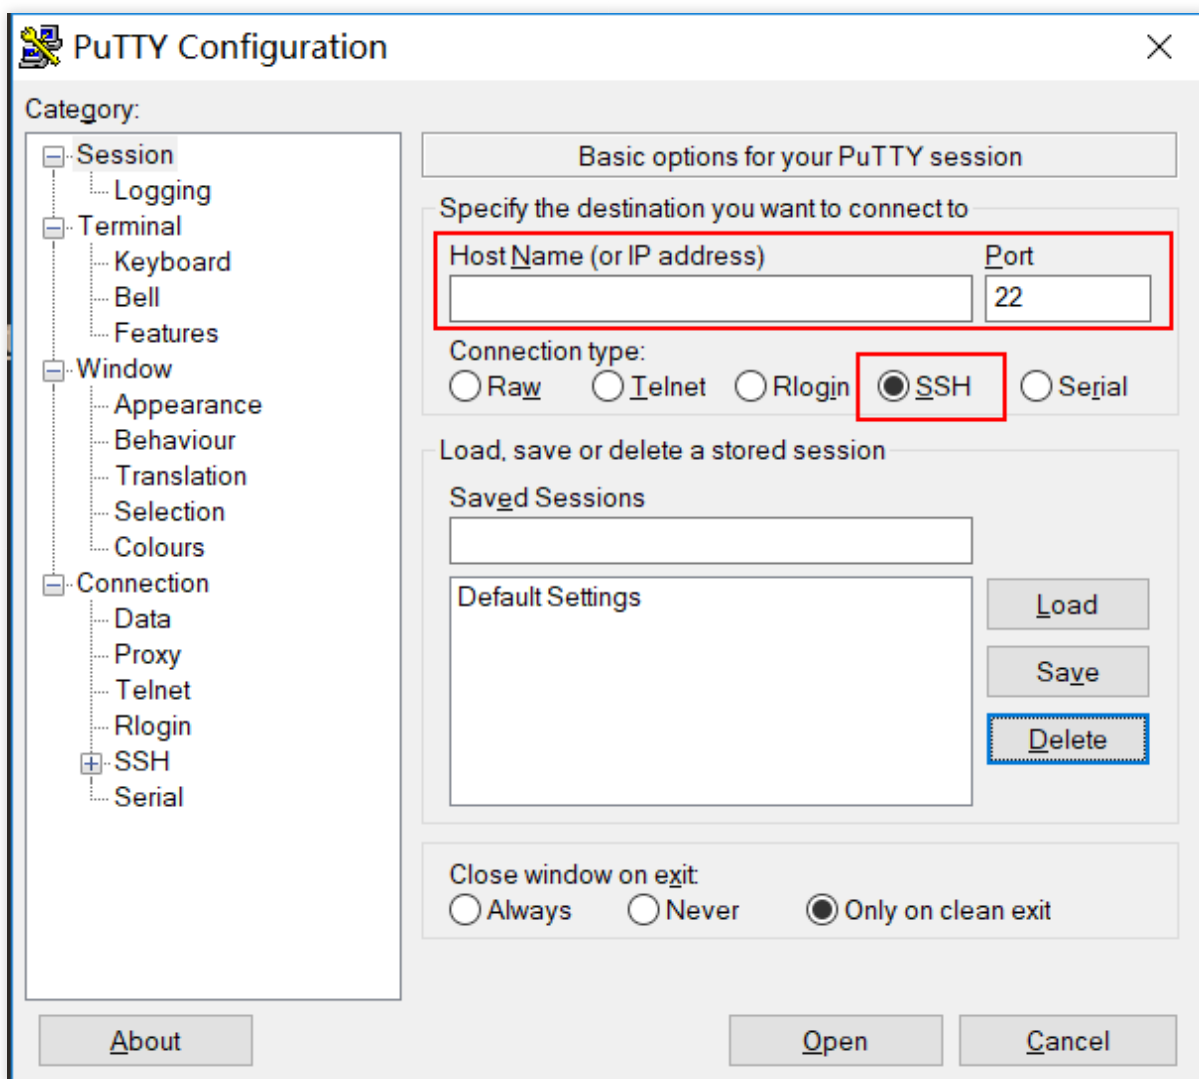 PuTTY Configuration
Category:
Session
Logging
Terminal
Keyboard
Bell
Features
Window
Appearance
Behaviour
Translation
Selection
Colours
Connection
Data
Proxy
Telnet
Rlogin
SSH
Serial
Basic options for your PuTTY session
Specify the destination you want to connect to
Host Name (or IP address) Port
22
Connection type:
Raw Telnet Rlogin SSH Serial
Load, save or delete a stored session
Saved Sessions
Default Settings
Load
Save
Delete
Close window on exit:
Always Never Only on clean exit
About Open Cancel